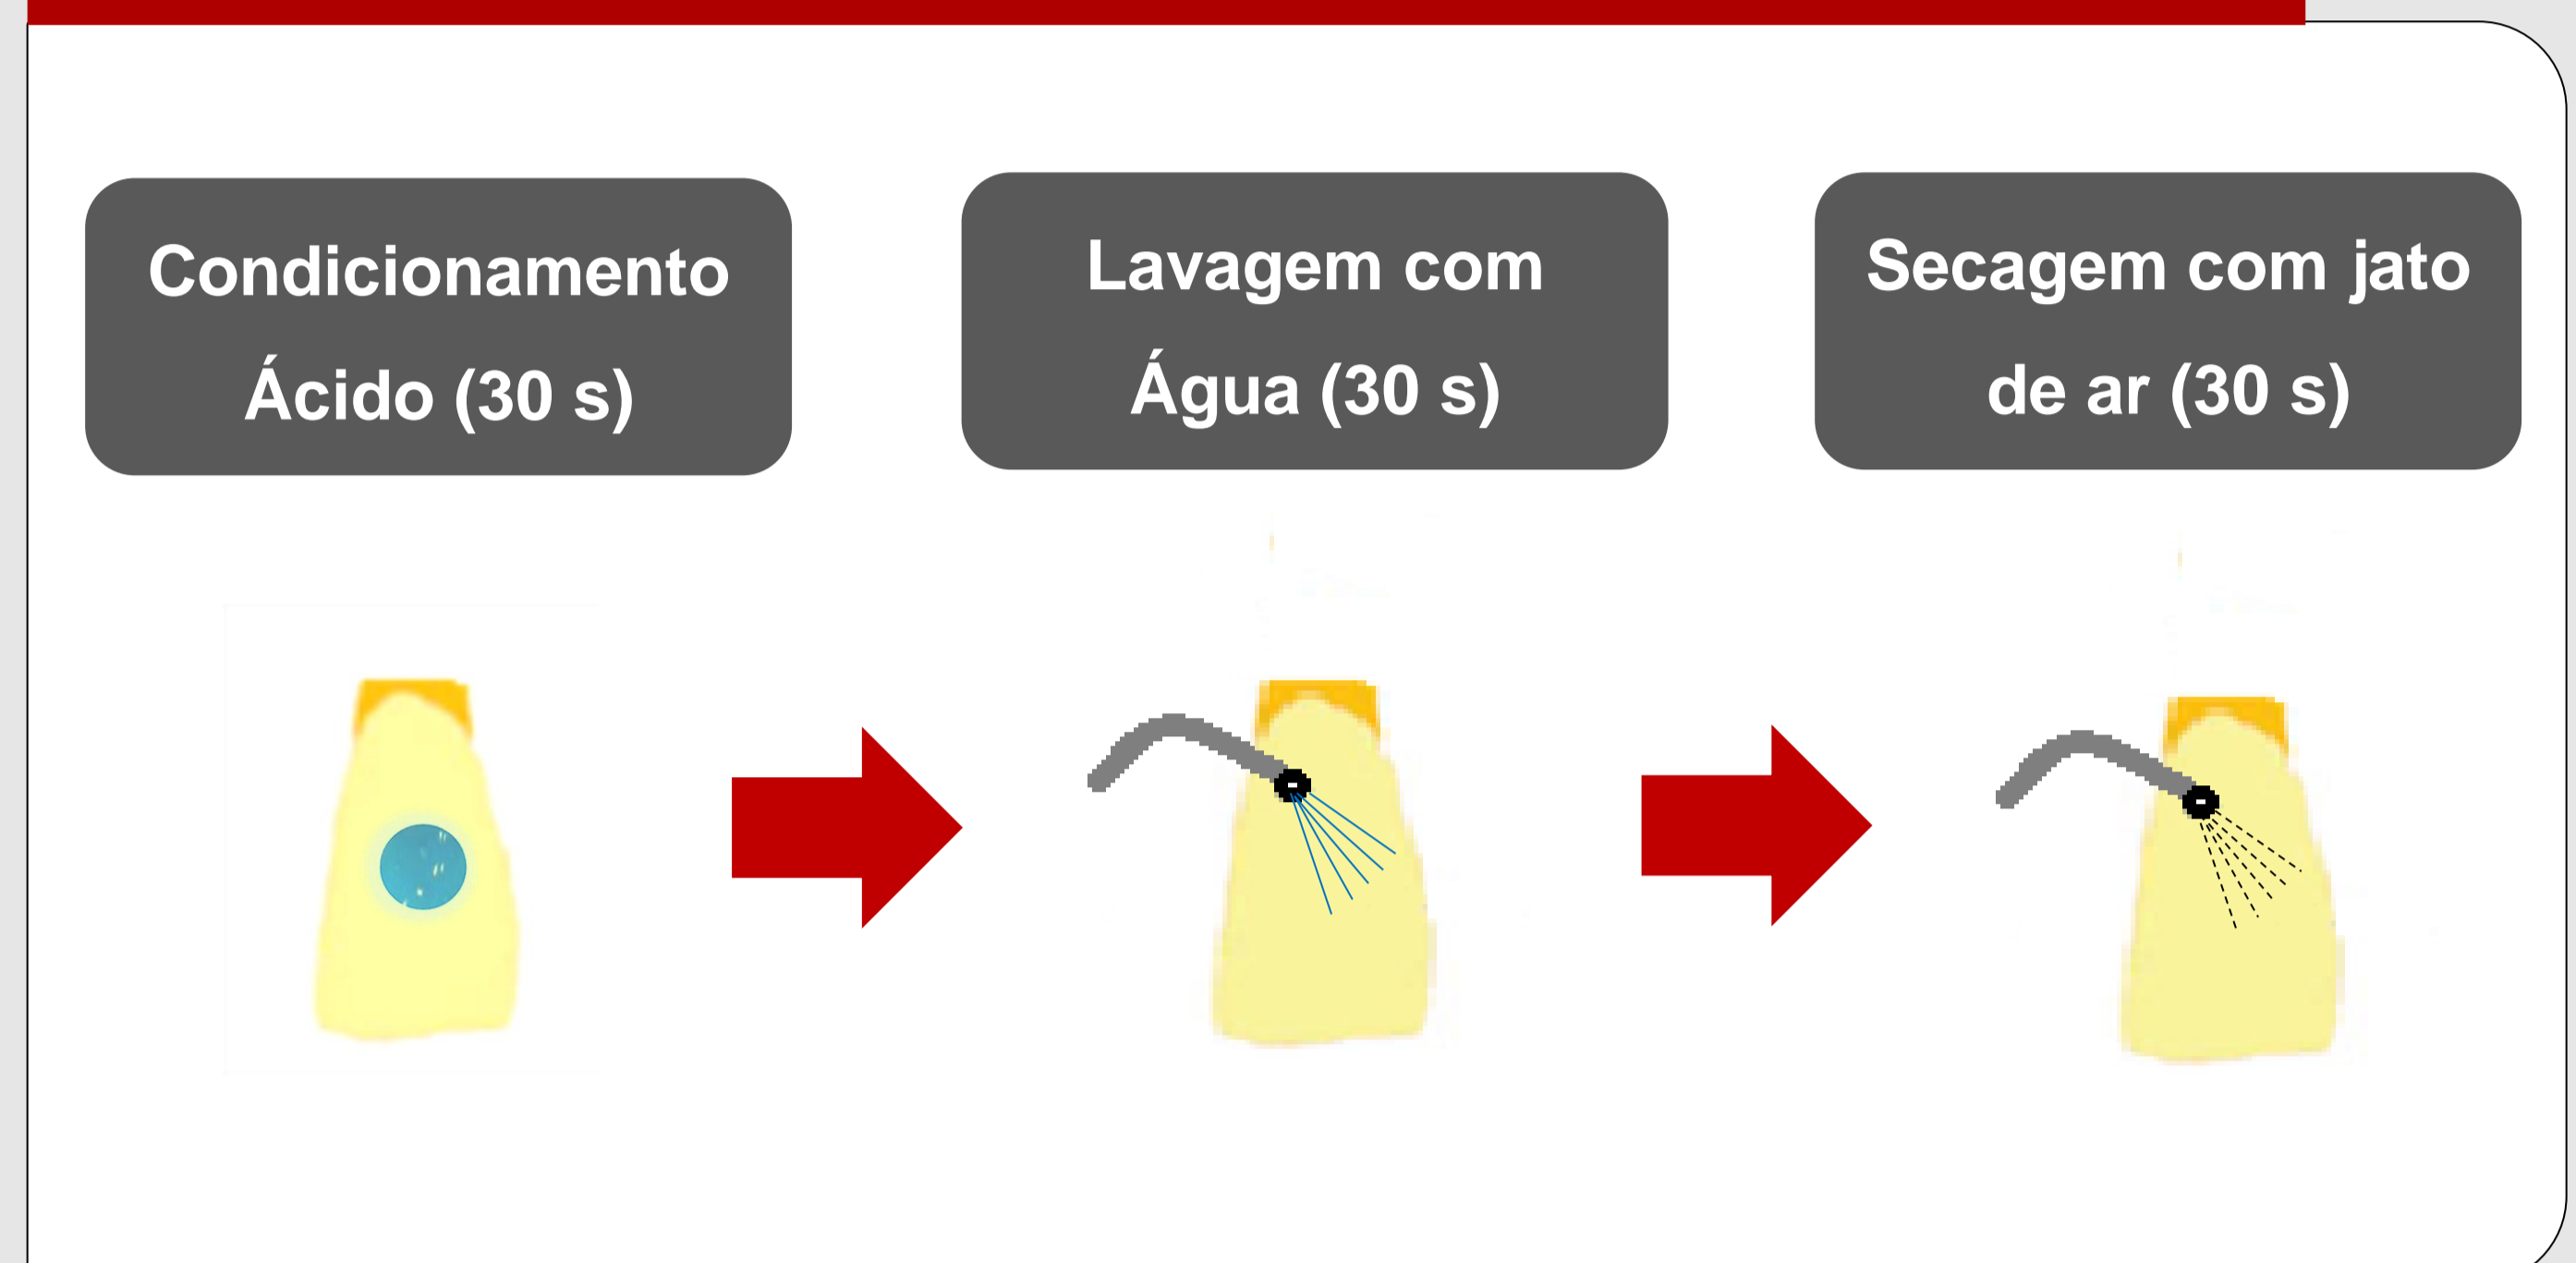 Condicionamento
Ácido (30 s)
Lavagem com
Água (30 s)
Secagem com jato
de ar (30 s)